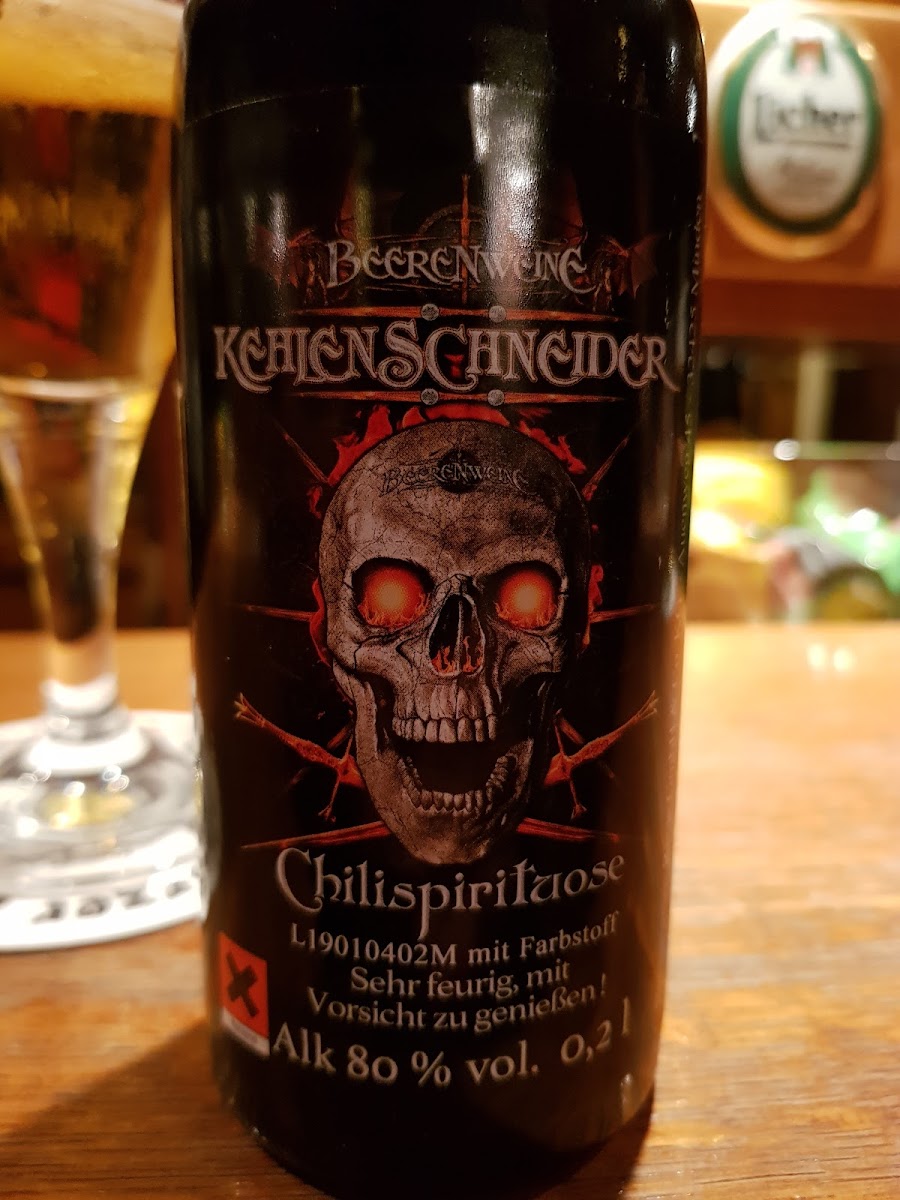 Licher
BEERENWEINE
KEHLENSCHNEIDER
BEERENWEINE
Chilispirituose
L19010402M mit Farbstoff
Sehr feurig, mit
Vorsicht zu genießen!
Alk 80 % vol. 0,2 l